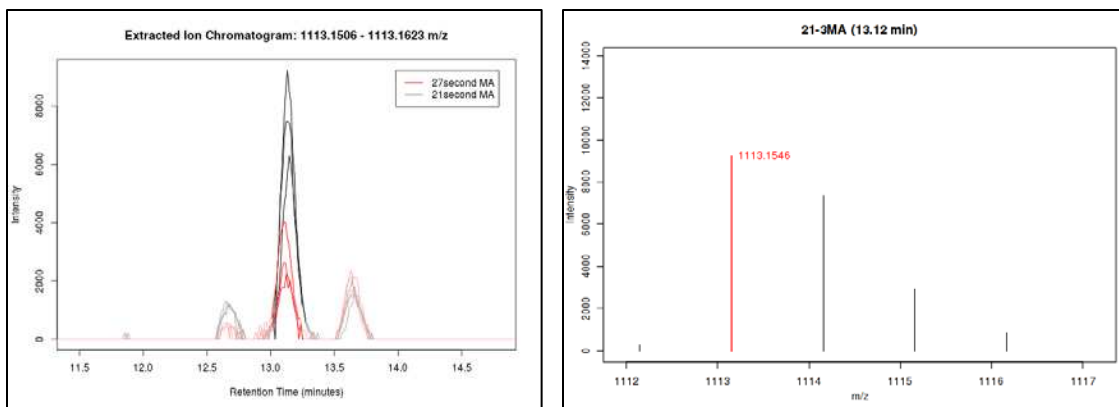 Extracted Ion Chromatogram: 1113.1506 - 1113.1623 m/z
27second MA
21second MA
Intensity
0
2000
4000
6000
8000
11.5 12.0 12.5 13.0 13.5 14.0 14.5
Retention Time (minutes)
21-3MA (13.12 min)
1113.1546
Intensity
0
2000
4000
6000
8000
10000
12000
14000
1112 1113 1114 1115 1116 1117
m/z